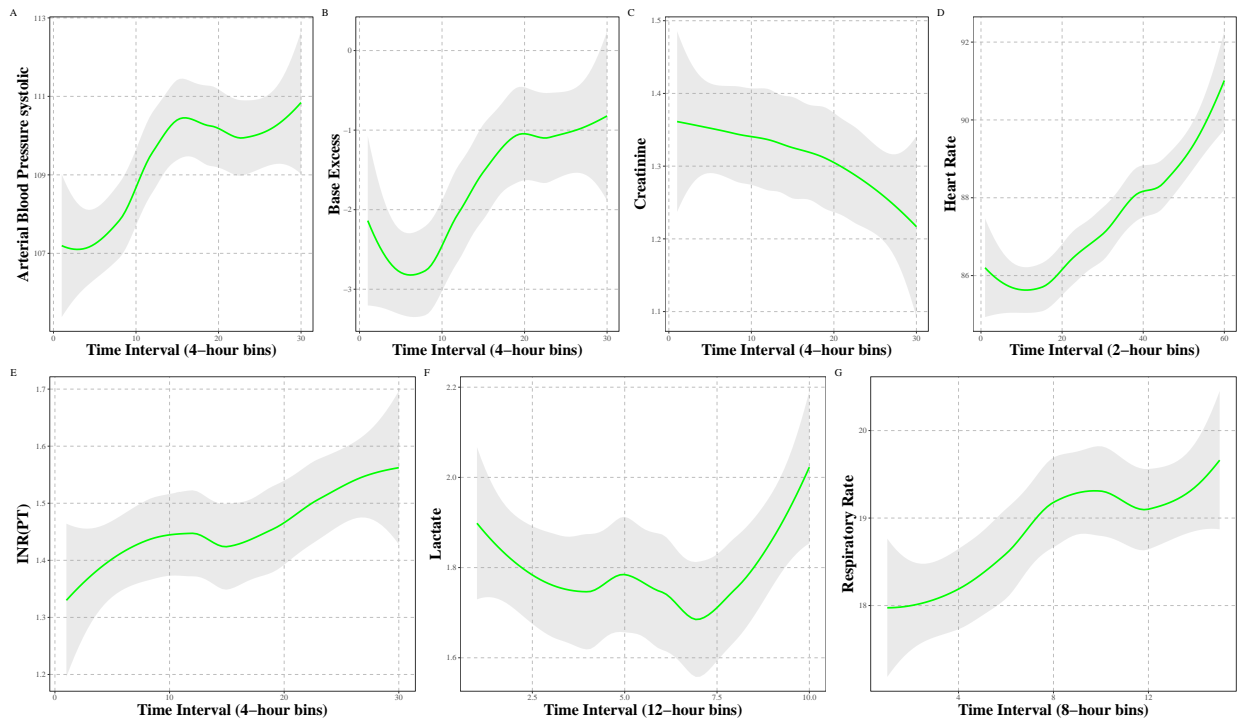 A
113
111
109
107
Arterial Blood Pressure systolic
0
10
20
30
Time Interval (4−hour bins)
B
0
−1
−2
−3
Base Excess
0
10
20
30
Time Interval (4−hour bins)
C
1.5
1.4
1.3
1.2
1.1
Creatinine
0
10
20
30
Time Interval (4−hour bins)
D
92
90
88
86
Heart Rate
0
20
40
60
Time Interval (2−hour bins)
E
1.7
1.6
1.5
1.4
1.3
1.2
INR(PT)
0
10
20
30
Time Interval (4−hour bins)
F
2.2
2.0
1.8
1.6
Lactate
2.5
5.0
7.5
10.0
Time Interval (12−hour bins)
G
20
19
18
Respiratory Rate
4
8
12
Time Interval (8−hour bins)